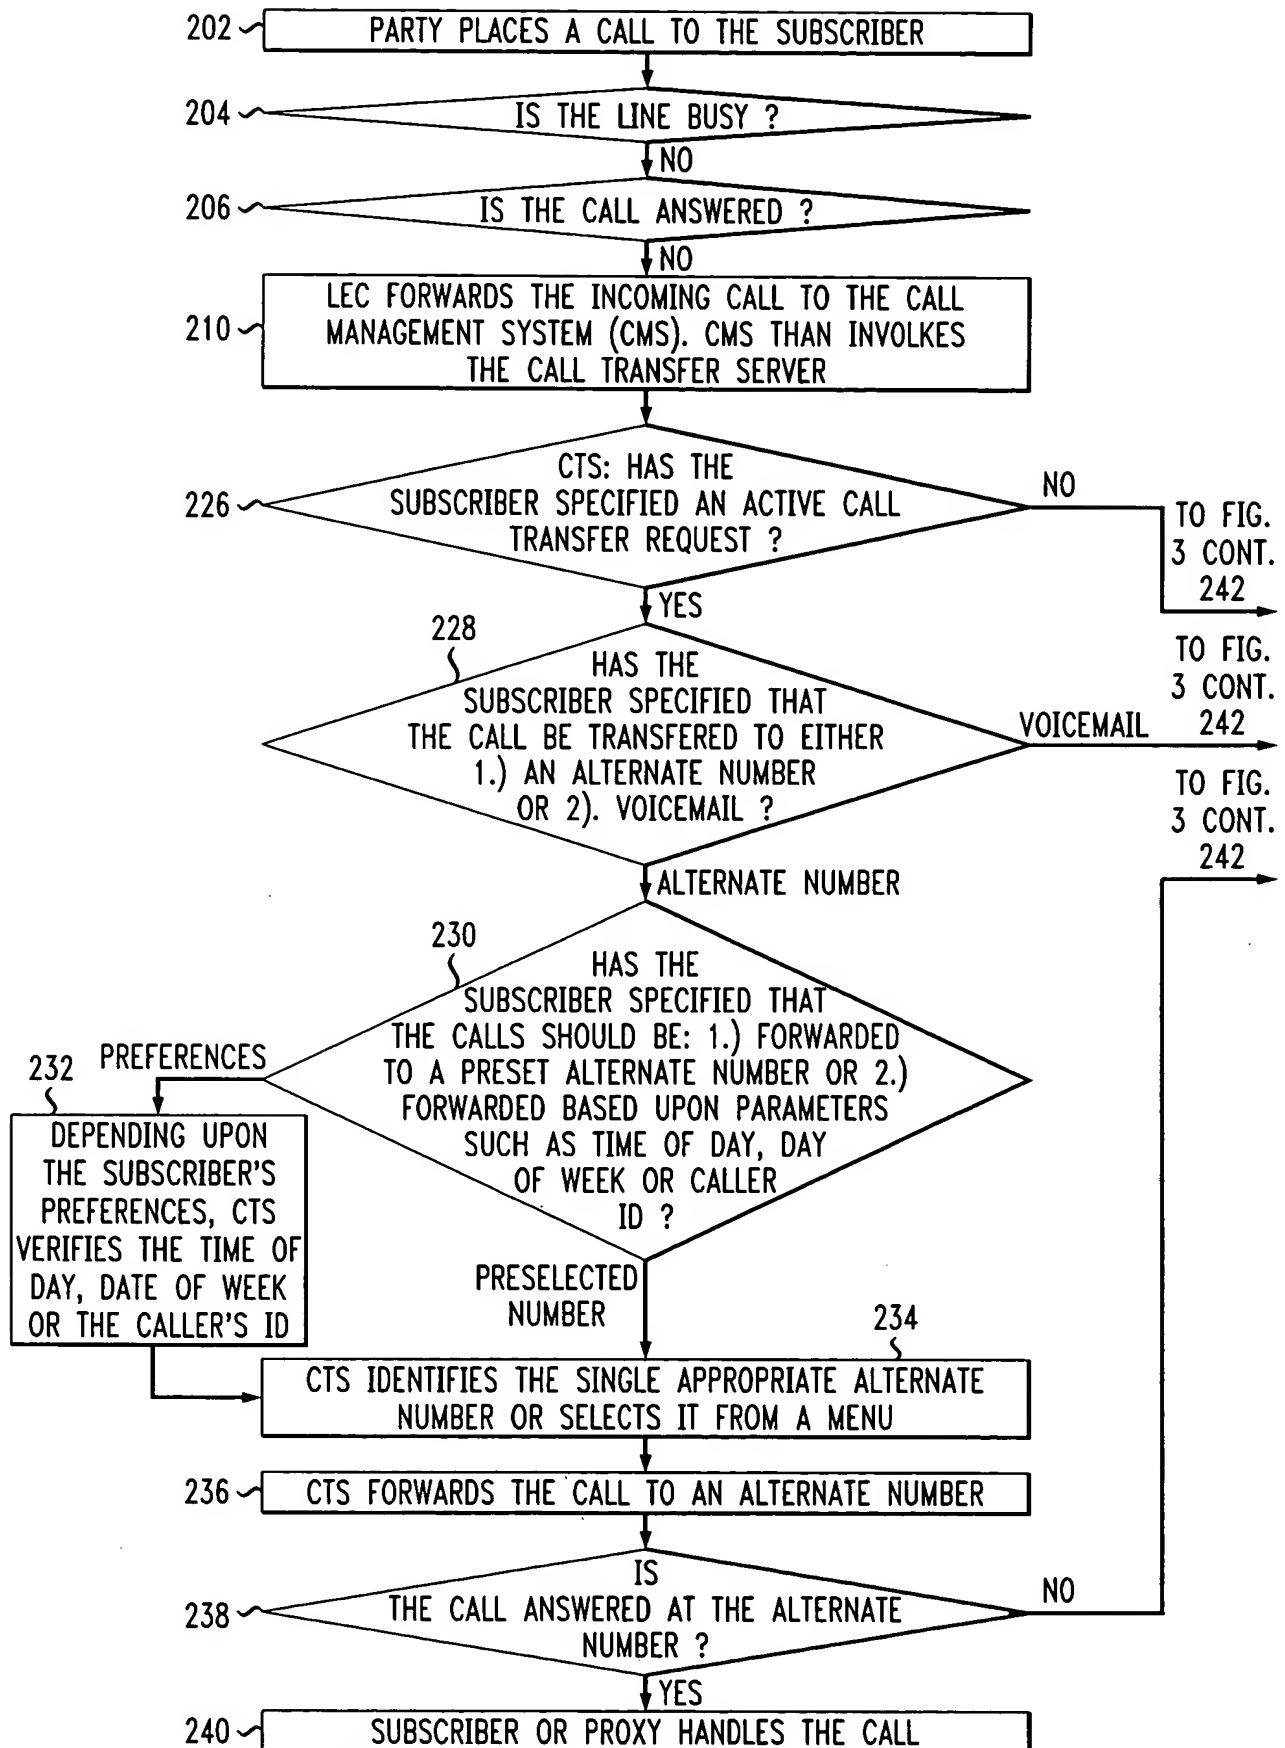 202
PARTY PLACES A CALL TO THE SUBSCRIBER
204
IS THE LINE BUSY ?
NO
206
IS THE CALL ANSWERED ?
NO
210
LEC FORWARDS THE INCOMING CALL TO THE CALL
MANAGEMENT SYSTEM (CMS). CMS THAN INVOLKES
THE CALL TRANSFER SERVER
226
CTS: HAS THE
SUBSCRIBER SPECIFIED AN ACTIVE CALL
TRANSFER REQUEST ?
NO
TO FIG.
3 CONT.
242
YES
228
HAS THE
SUBSCRIBER SPECIFIED THAT
THE CALL BE TRANSFERED TO EITHER
1.) AN ALTERNATE NUMBER
OR 2). VOICEMAIL ?
VOICEMAIL
TO FIG.
3 CONT.
242
TO FIG.
3 CONT.
242
ALTERNATE NUMBER
230
HAS THE
SUBSCRIBER SPECIFIED THAT
THE CALLS SHOULD BE: 1.) FORWARDED
TO A PRESET ALTERNATE NUMBER OR 2.)
FORWARDED BASED UPON PARAMETERS
SUCH AS TIME OF DAY, DAY
OF WEEK OR CALLER
ID ?
PREFERENCES
232
DEPENDING UPON
THE SUBSCRIBER'S
PREFERENCES, CTS
VERIFIES THE TIME OF
DAY, DATE OF WEEK
OR THE CALLER'S ID
PRESELECTED
NUMBER
234
CTS IDENTIFIES THE SINGLE APPROPRIATE ALTERNATE
NUMBER OR SELECTS IT FROM A MENU
236
CTS FORWARDS THE CALL TO AN ALTERNATE NUMBER
238
IS
THE CALL ANSWERED AT THE ALTERNATE
NUMBER ?
NO
YES
240
SUBSCRIBER OR PROXY HANDLES THE CALL